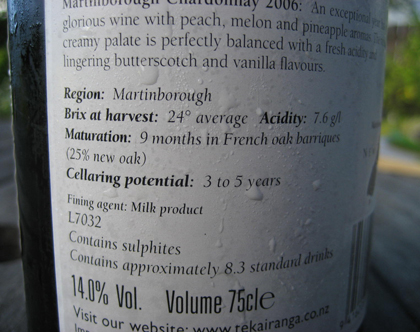 Martinborough Chardonnay 2006: An exceptional
glorious wine with peach, melon and pineapple aromas.
creamy palate is perfectly balanced with a fresh acidity and
lingering butterscotch and vanilla flavours.
Region: Martinborough
Brix at harvest: 24° average Acidity: 7.6 g/l
Maturation: 9 months in French oak barriques
(25% new oak)
Cellaring potential: 3 to 5 years
Fining agent: Milk product
L7032
Contains sulphites
Contains approximately 8.3 standard drinks
14.0% Vol. Volume 75cl℮
Visit our website: www.tekairanga.co.nz